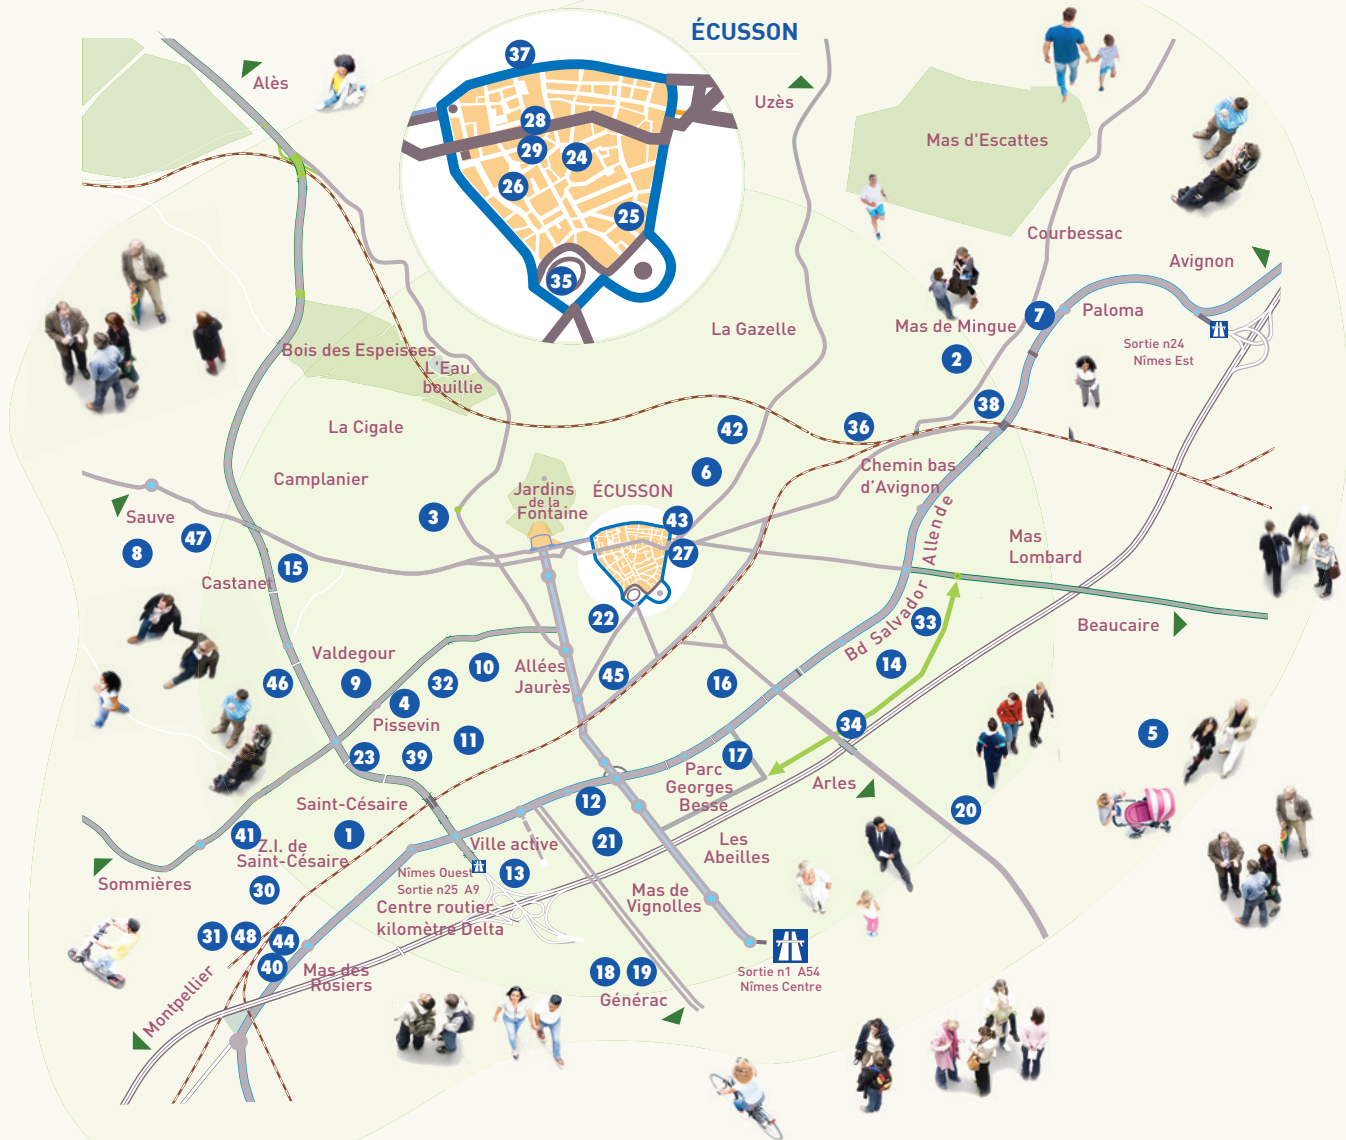 ÉCUSSON
37
Alès
Uzès
28
29
24
26
25
35
Mas d'Escattes
Courbessac
Avignon
7
Paloma
La Gazelle
Mas de Mingue
2
Sortie n24
Nîmes Est
Bois des Espeisses
L'Eau
bouillie
38
La Cigale
42
36
Camplanier
6
Chemin bas
d'Avignon
Jardins
de la
Fontaine
ÉCUSSON
3
43
Sauve
47
8
27
Mas
Lombard
15
Castanet
Bd Salvador Allende
22
33
Beaucaire
Valdegour
10
Allées
Jaurès
14
46
9
32
45
16
4
Pissevin
34
5
11
23
39
17
Parc
Georges
Besse
Arles
Saint-Césaire
12
20
41
1
Z.I. de
Saint-Césaire
Ville active
21
Les
Abeilles
Sommières
30
Nîmes Ouest
Sortie n25 A9
13
Mas de
Vignolles
Centre routier
kilomètre Delta
31
48
44
40
Mas des
Rosiers
18
19
Sortie n1 A54
Nîmes Centre
Générac
Montpellier